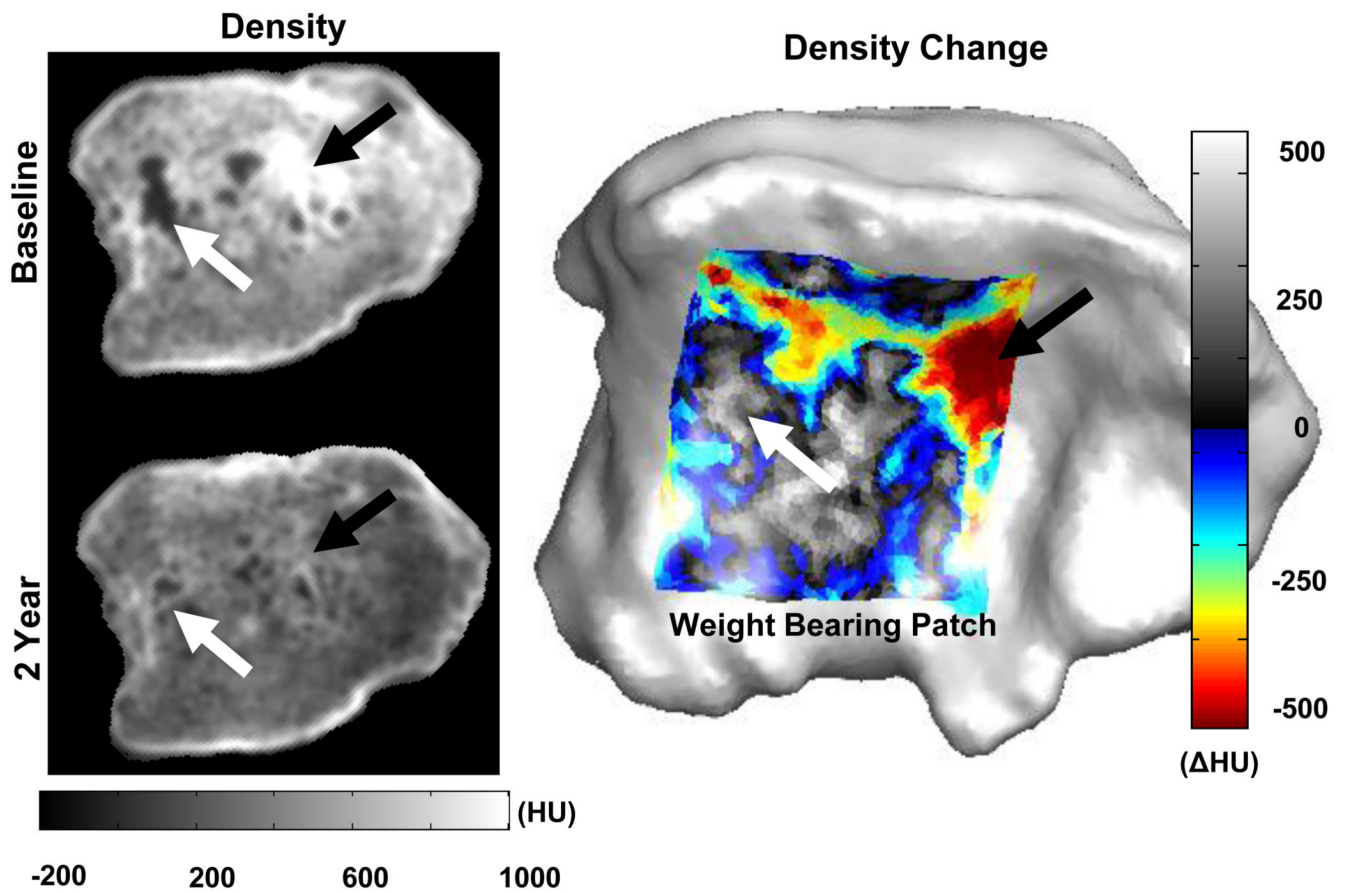 Density
Density Change
Baseline
2 Year
(HU)
-200 200 600 1000
500
250
0
-250
-500
(ΔHU)
Weight Bearing Patch